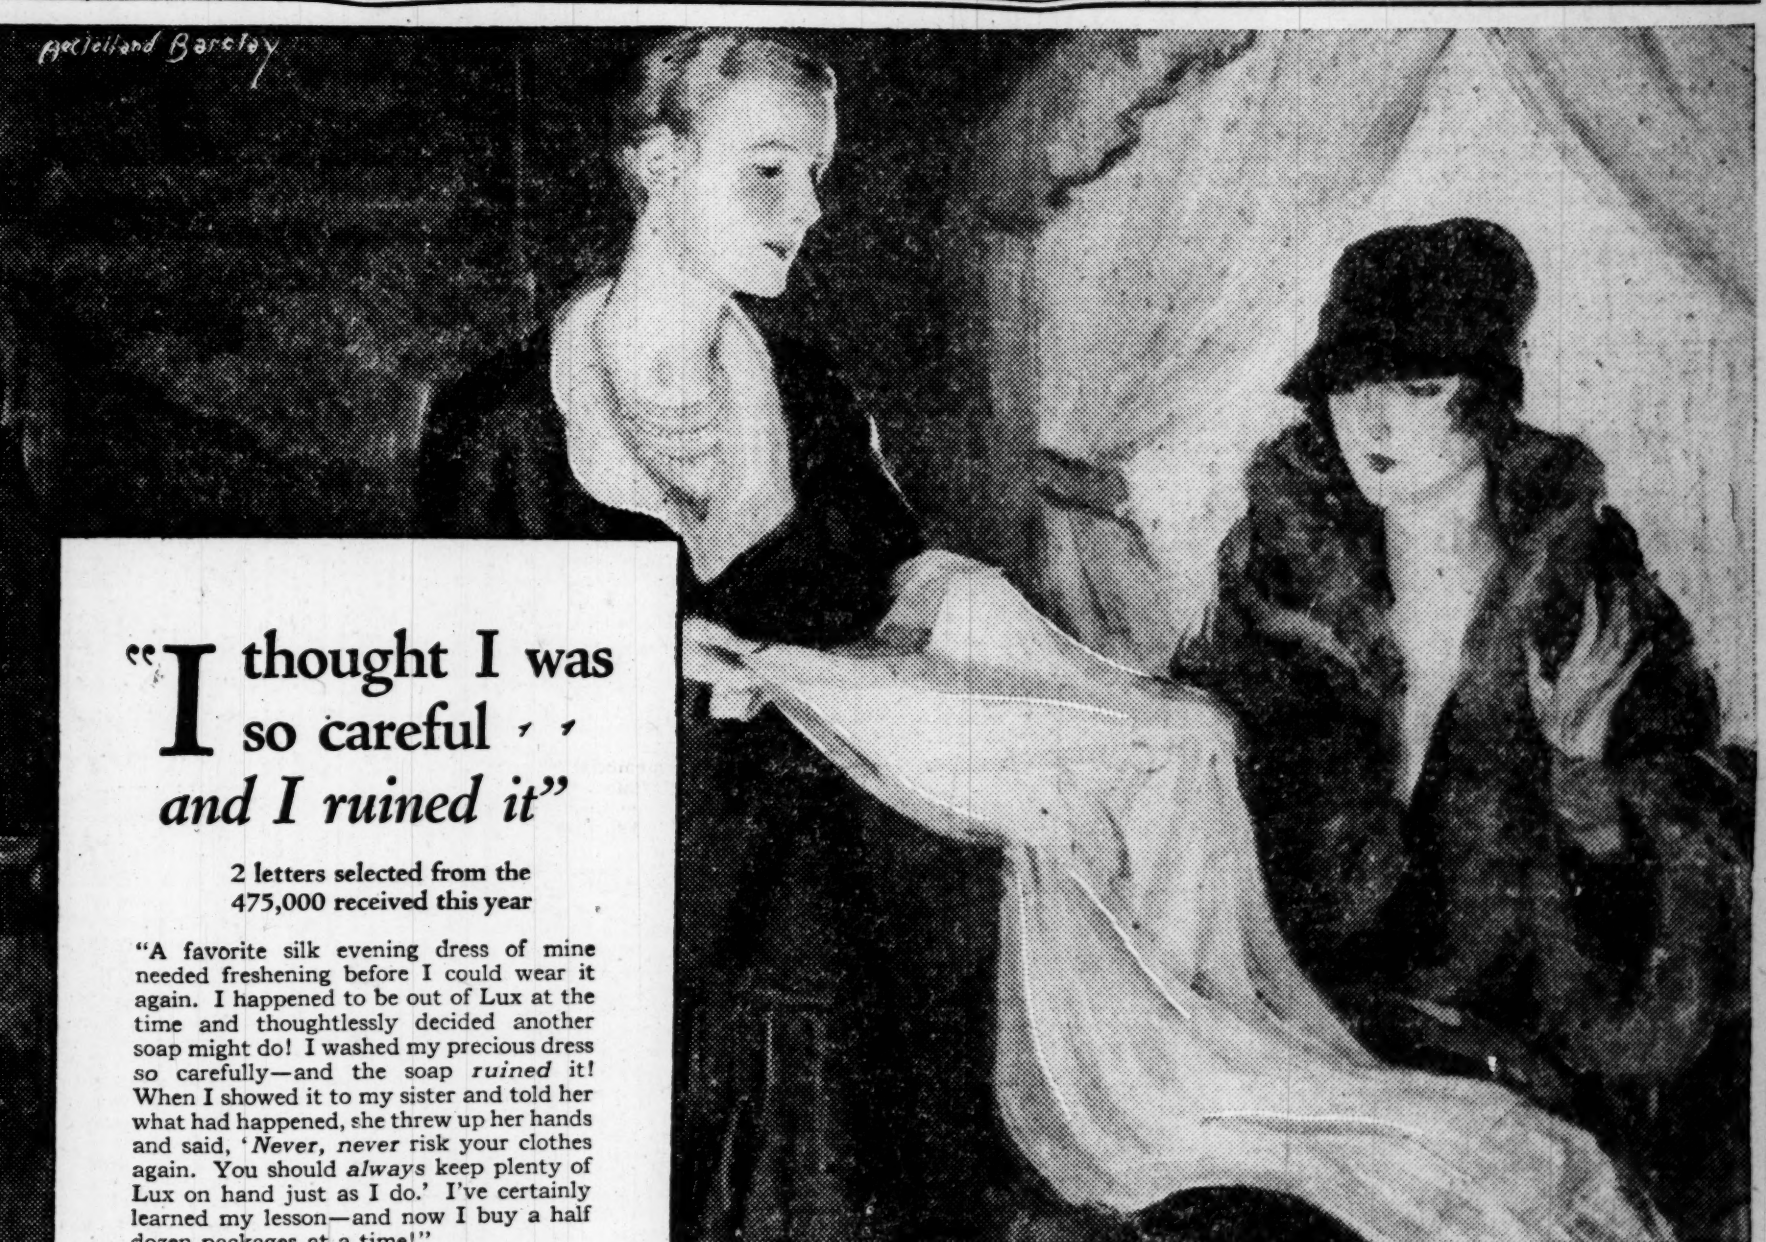 McClelland Barclay
“I thought I was
so careful - -
and I ruined it”
2 letters selected from the
475,000 received this year
“A favorite silk evening dress of mine
needed freshening before I could wear it
again. I happened to be out of Lux at the
time and thoughtlessly decided another
soap might do! I washed my precious dress
so carefully—and the soap ruined it!
When I showed it to my sister and told her
what had happened, she threw up her hands
and said, ‘Never, never risk your clothes
again. You should always keep plenty of
Lux on hand just as I do.’ I’ve certainly
learned my lesson—and now I buy a half
dozen packages at a time!”